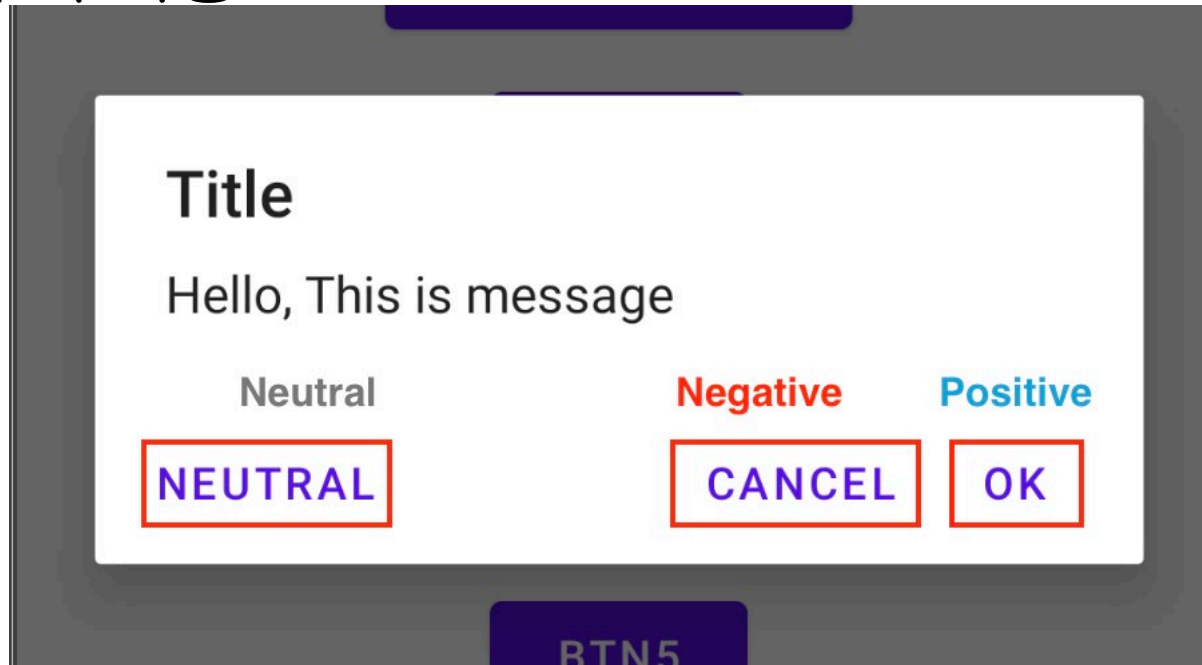 Title
Hello, This is message
Neutral Negative Positive
NEUTRAL CANCEL OK
BTN5